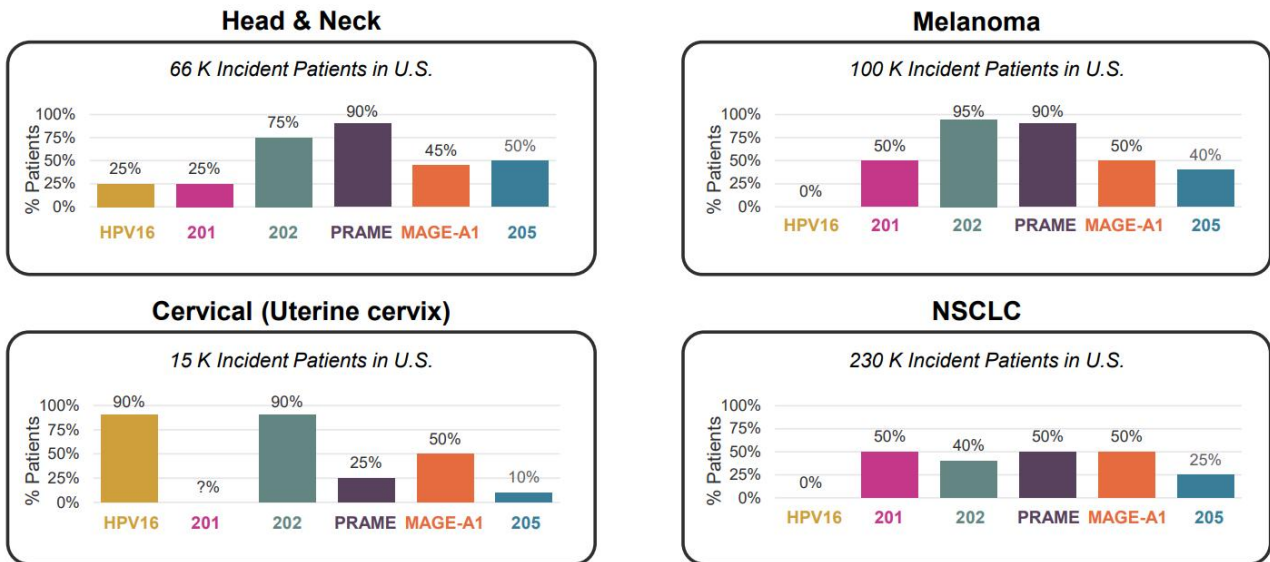 Head & Neck
66 K Incident Patients in U.S.
% Patients
100%
75%
50%
25%
0%
25%
25%
75%
90%
45%
50%
HPV16 201 202 PRAME MAGE-A1 205
Melanoma
100 K Incident Patients in U.S.
% Patients
100%
75%
50%
25%
0%
0%
50%
95%
90%
50%
40%
HPV16 201 202 PRAME MAGE-A1 205
Cervical (Uterine cervix)
15 K Incident Patients in U.S.
% Patients
100%
75%
50%
25%
0%
90%
?%
90%
25%
50%
10%
HPV16 201 202 PRAME MAGE-A1 205
NSCLC
230 K Incident Patients in U.S.
% Patients
100%
75%
50%
25%
0%
0%
50%
40%
50%
50%
25%
HPV16 201 202 PRAME MAGE-A1 205